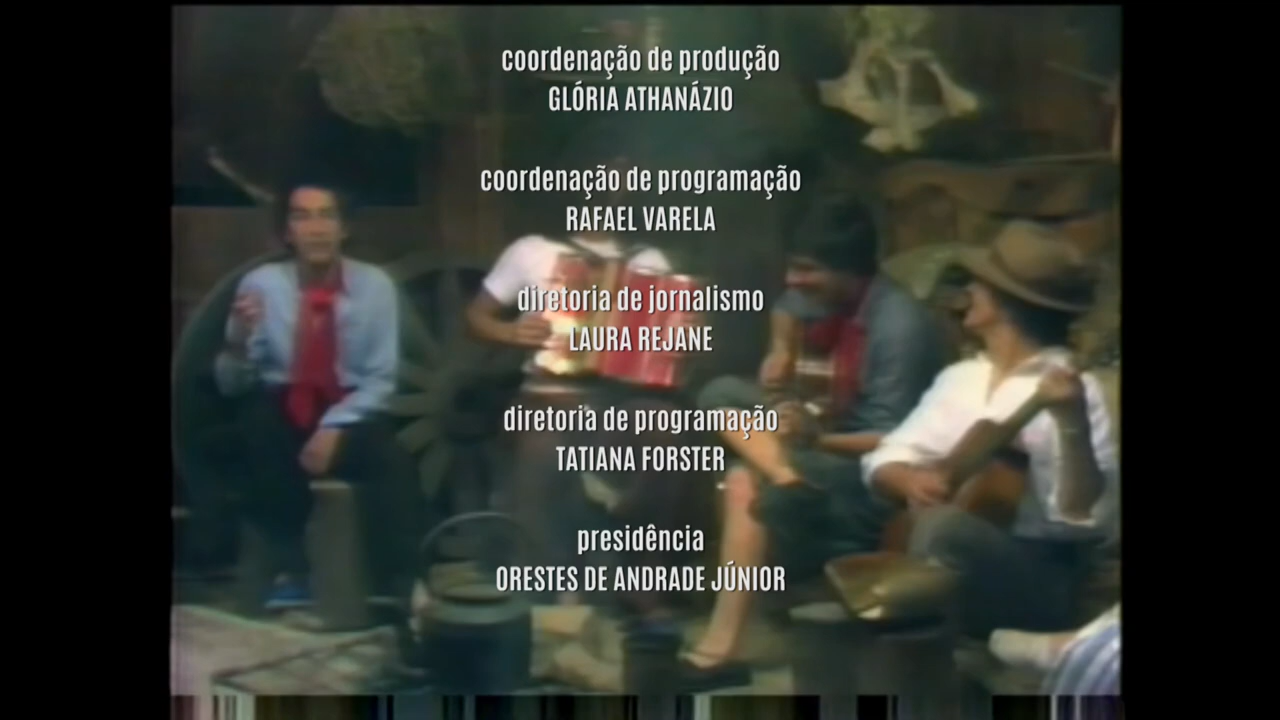 coordenação de produção
GLÓRIA ATHANÁZIO
coordenação de programação
RAFAEL VARELA
diretoria de jornalismo
LAURA REJANE
diretoria de programação
TATIANA FORSTER
presidência
ORESTES DE ANDRADE JÚNIOR